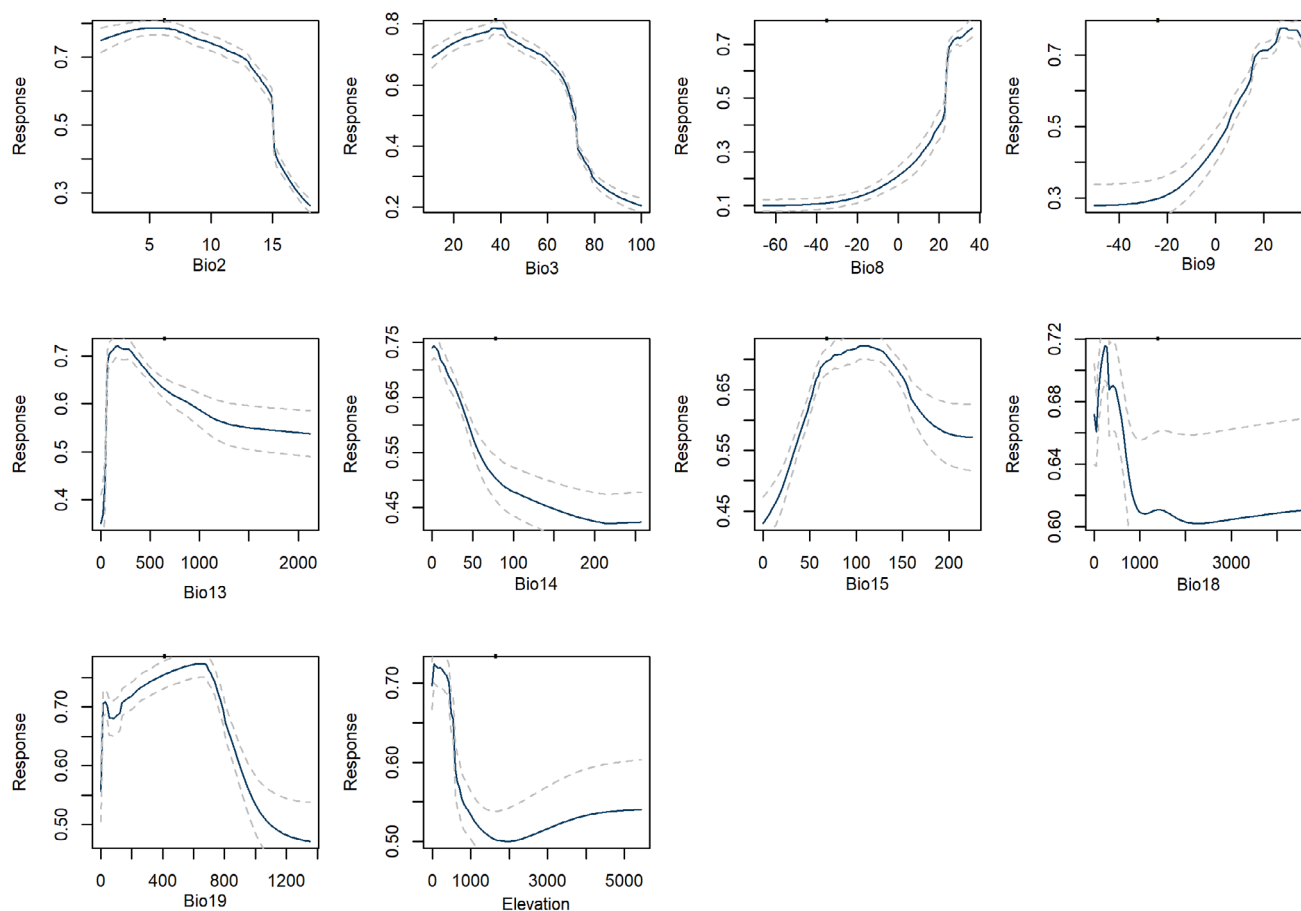 Response
0.3 0.5 0.7
5 10 15
Bio2
Response
0.2 0.4 0.6 0.8
20 40 60 80 100
Bio3
Response
0.1 0.3 0.5 0.7
-66 -40 -20 0 20 40
Bio8
Response
0.3 0.5 0.7
-40 -20 0 20
Bio9
Response
0.4 0.5 0.6 0.7
0 500 1000 2000
Bio13
Response
0.45 0.55 0.65 0.75
0 50 100 200
Bio14
Response
0.45 0.55 0.65
0 50 100 150 200
Bio15
Response
0.60 0.64 0.68 0.72
0 1000 3000
Bio18
Response
0.50 0.60 0.70
0 400 800 1200
Bio19
Response
0.50 0.60 0.70
0 1000 3000 5000
Elevation